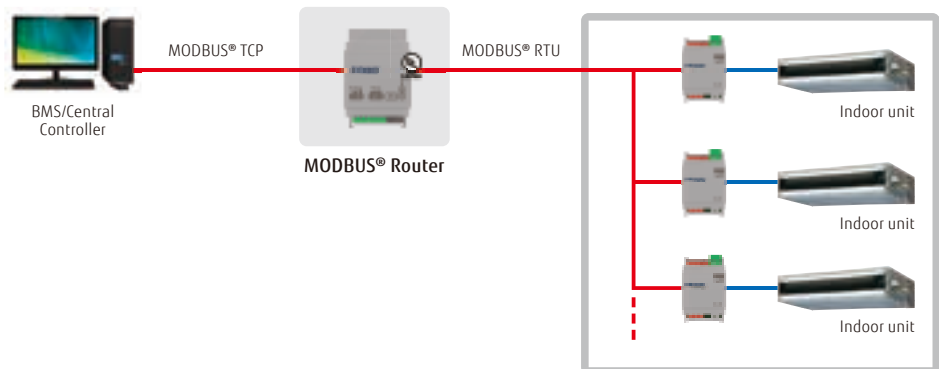 MODBUS® TCP
MODBUS® RTU
BMS/Central
Controller
MODBUS® Router
Indoor unit
Indoor unit
Indoor unit